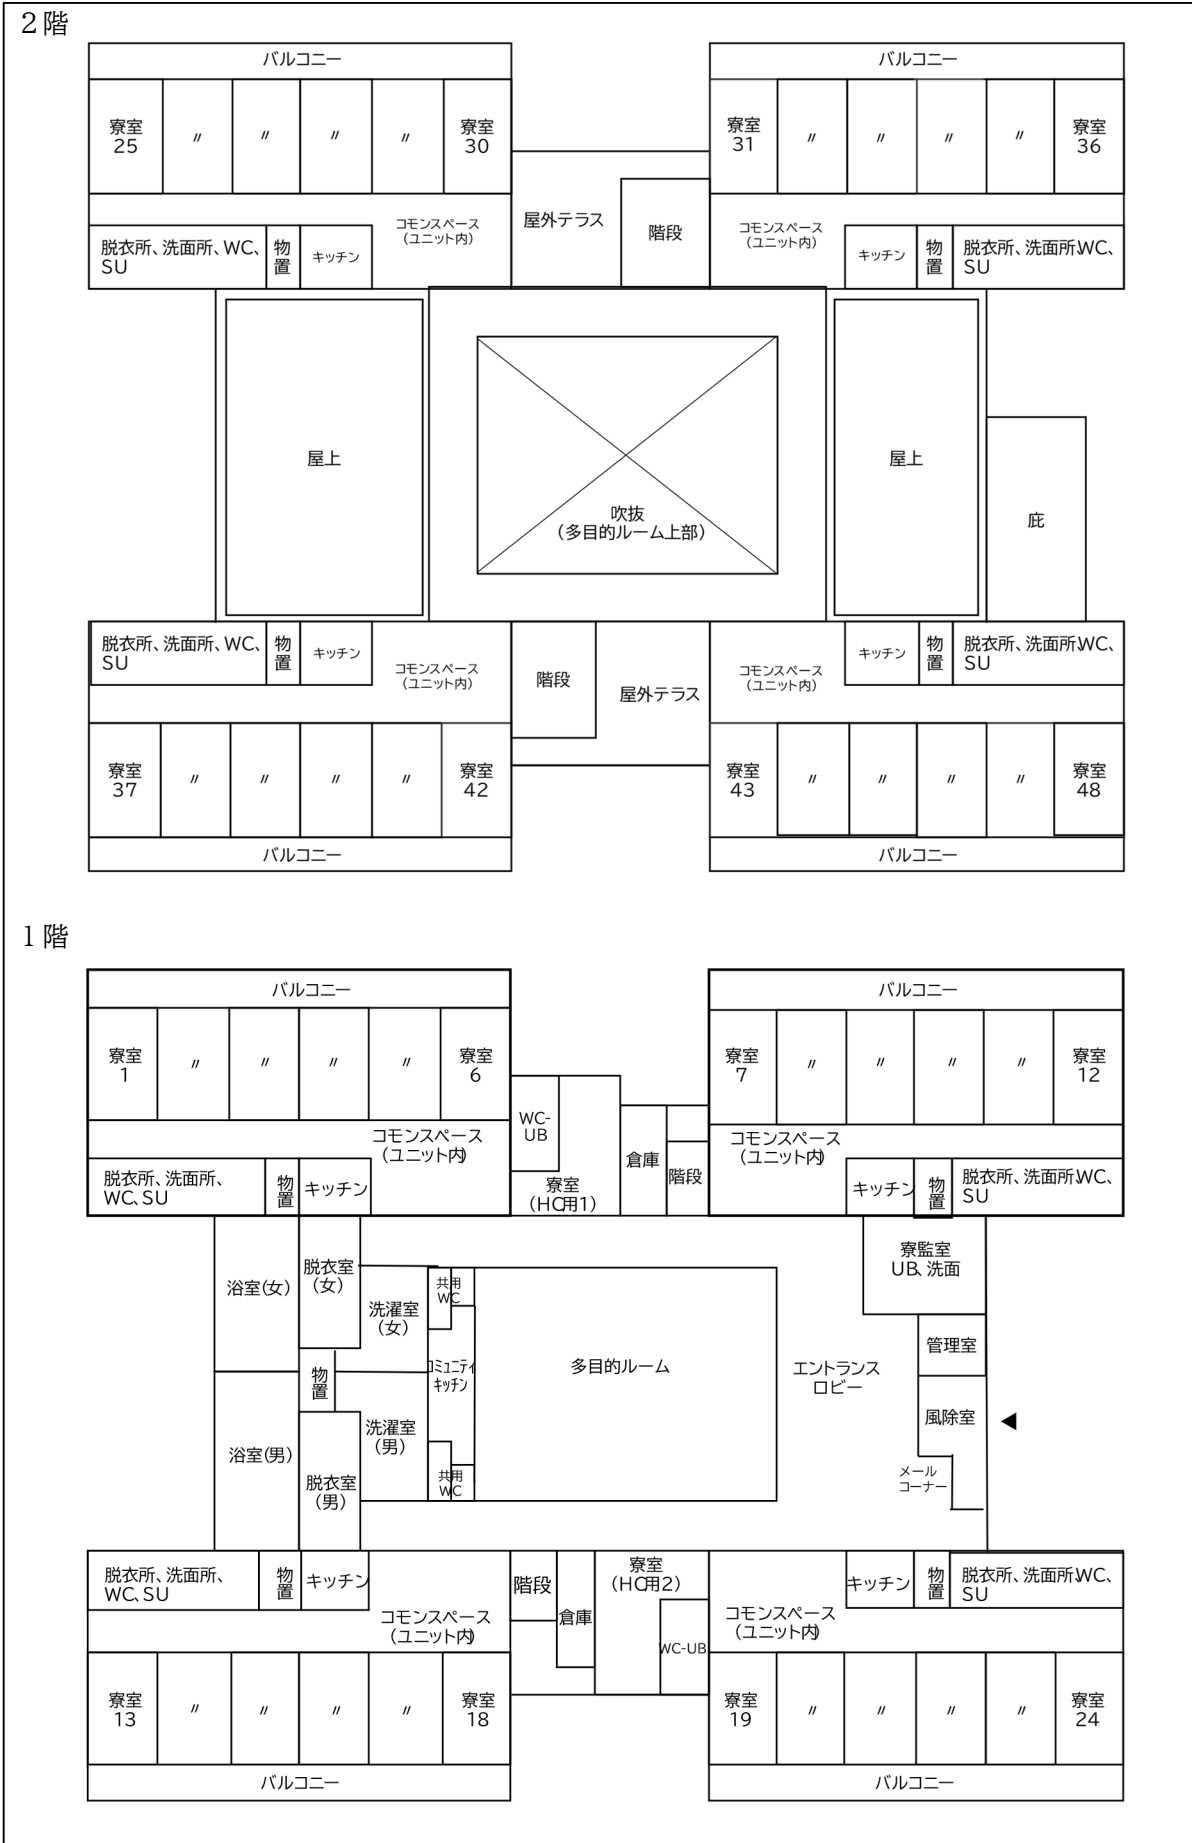 2階
バルコニー
バルコニー
寮室
25
〃
〃
〃
〃
寮室
30
寮室
31
〃
〃
〃
〃
寮室
36
コモンスペース
(ユニット内)
屋外テラス
階段
コモンスペース
(ユニット内)
脱衣所、洗面所、WC、
SU
物
置
キッチン
キッチン
物
置
脱衣所、洗面所、WC、
SU
屋上
吹抜
(多目的ルーム上部)
屋上
庇
脱衣所、洗面所、WC、
SU
物
置
キッチン
コモンスペース
(ユニット内)
階段
屋外テラス
コモンスペース
(ユニット内)
キッチン
物
置
脱衣所、洗面所、WC、
SU
寮室
37
〃
〃
〃
〃
寮室
42
寮室
43
〃
〃
〃
〃
寮室
48
バルコニー
バルコニー
1階
バルコニー
バルコニー
寮室
1
〃
〃
〃
〃
寮室
6
寮室
7
〃
〃
〃
〃
寮室
12
コモンスペース
(ユニット内)
WC-
UB
寮室
(HC用1)
倉庫
階段
コモンスペース
(ユニット内)
脱衣所、洗面所、
WC、SU
物
置
キッチン
キッチン
物
置
脱衣所、洗面所、WC、
SU
浴室(女)
脱衣室
(女)
洗濯室
(女)
共用
WC
寮監室
UB、洗面
管理室
物
置
コミュニティ
キッチン
多目的ルーム
エントランス
ロビー
風除室
◀
浴室(男)
脱衣室
(男)
洗濯室
(男)
共用
WC
メール
コーナー
脱衣所、洗面所、
WC、SU
物
置
キッチン
コモンスペース
(ユニット内)
階段
倉庫
寮室
(HC用2)
WC-UB
コモンスペース
(ユニット内)
キッチン
物
置
脱衣所、洗面所、WC、
SU
寮室
13
〃
〃
〃
〃
寮室
18
寮室
19
〃
〃
〃
〃
寮室
24
バルコニー
バルコニー